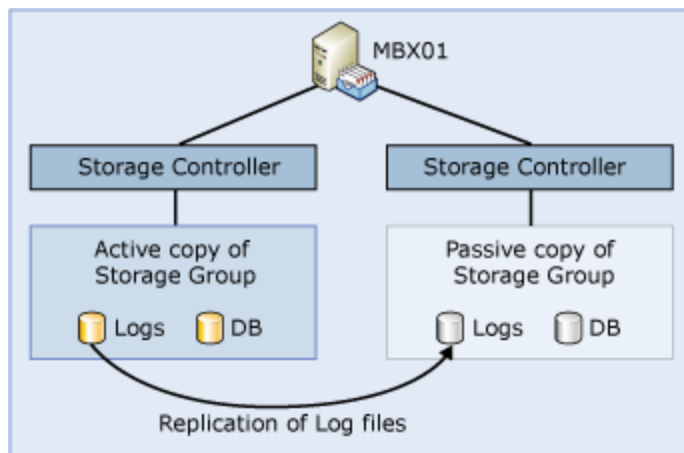 MBX01
Storage Controller
Storage Controller
Active copy of
Storage Group
Logs
DB
Passive copy of
Storage Group
Logs
DB
Replication of Log files